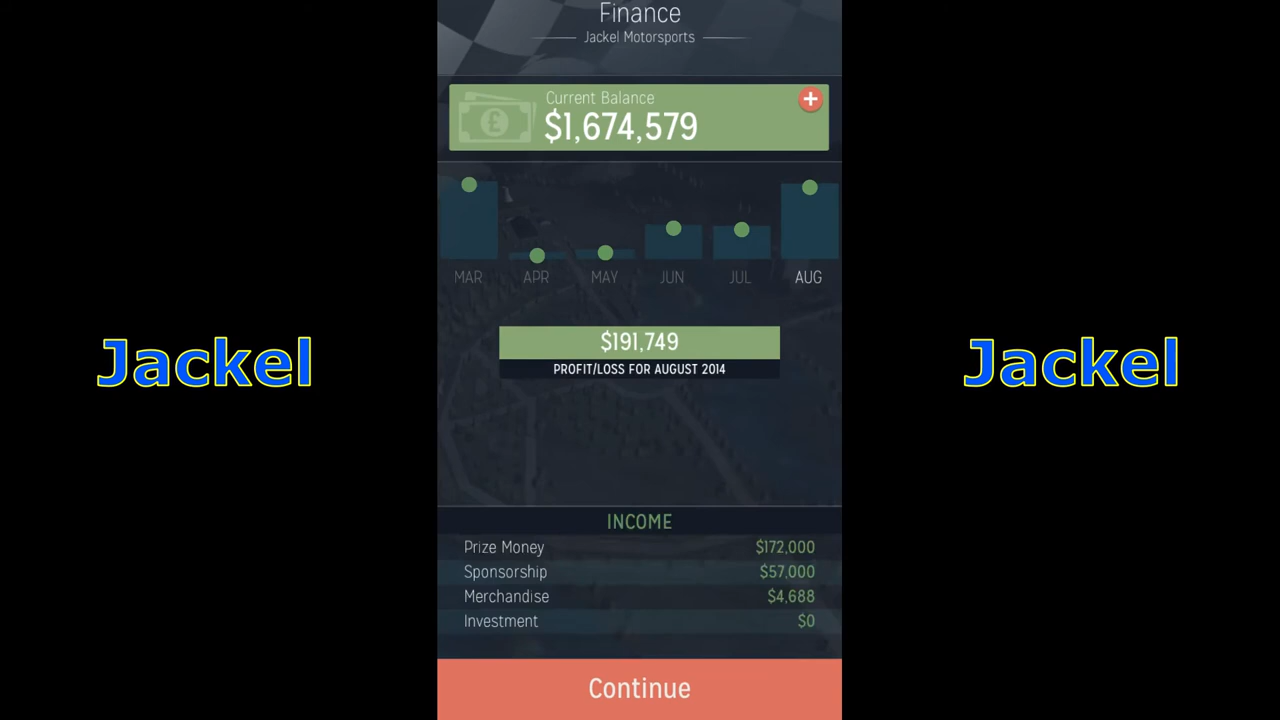 Finance
Jackel Motorsports
Current Balance
$1,674,579
MAR APR MAY JUN JUL AUG
$191,749
PROFIT/LOSS FOR AUGUST 2014
Jackel Jackel
INCOME
Prize Money $172,000
Sponsorship $57,000
Merchandise $4,688
Investment $0
Continue